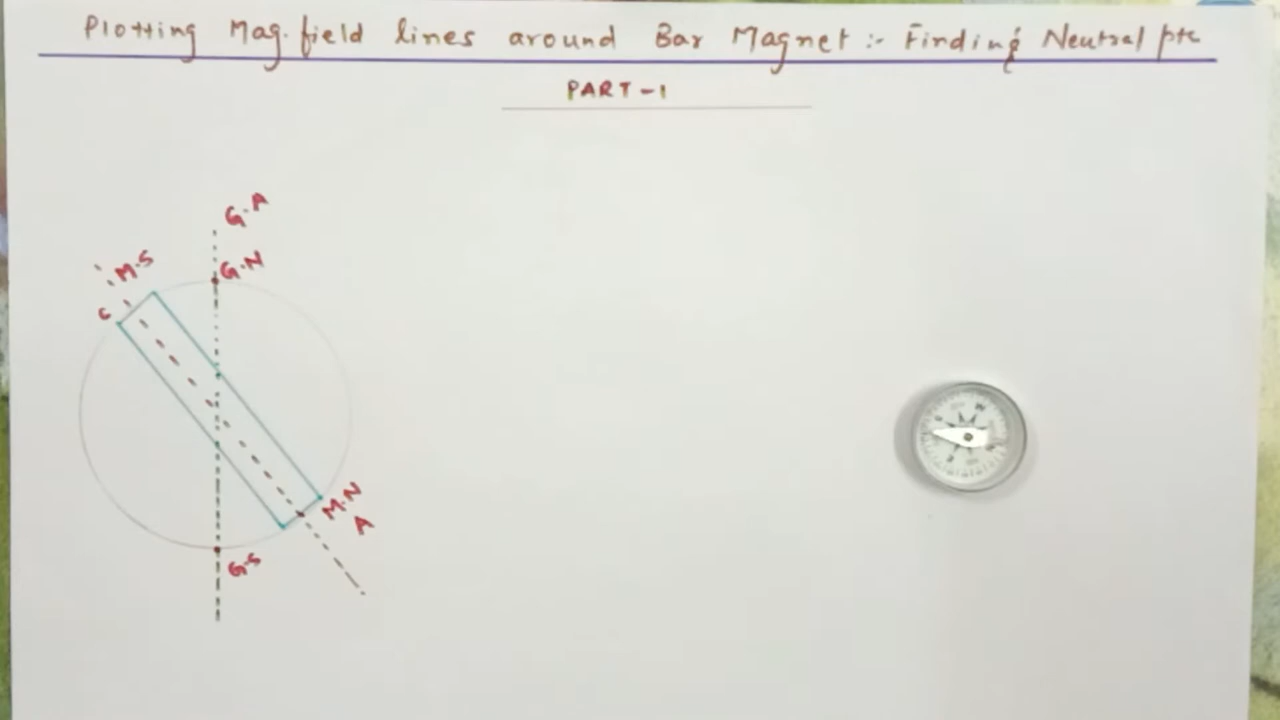 Plotting Mag. field lines around Bar Magnet :- Finding Neutral pts
PART-1
G.A
G.N
M.S
M.N
A
G.S
W